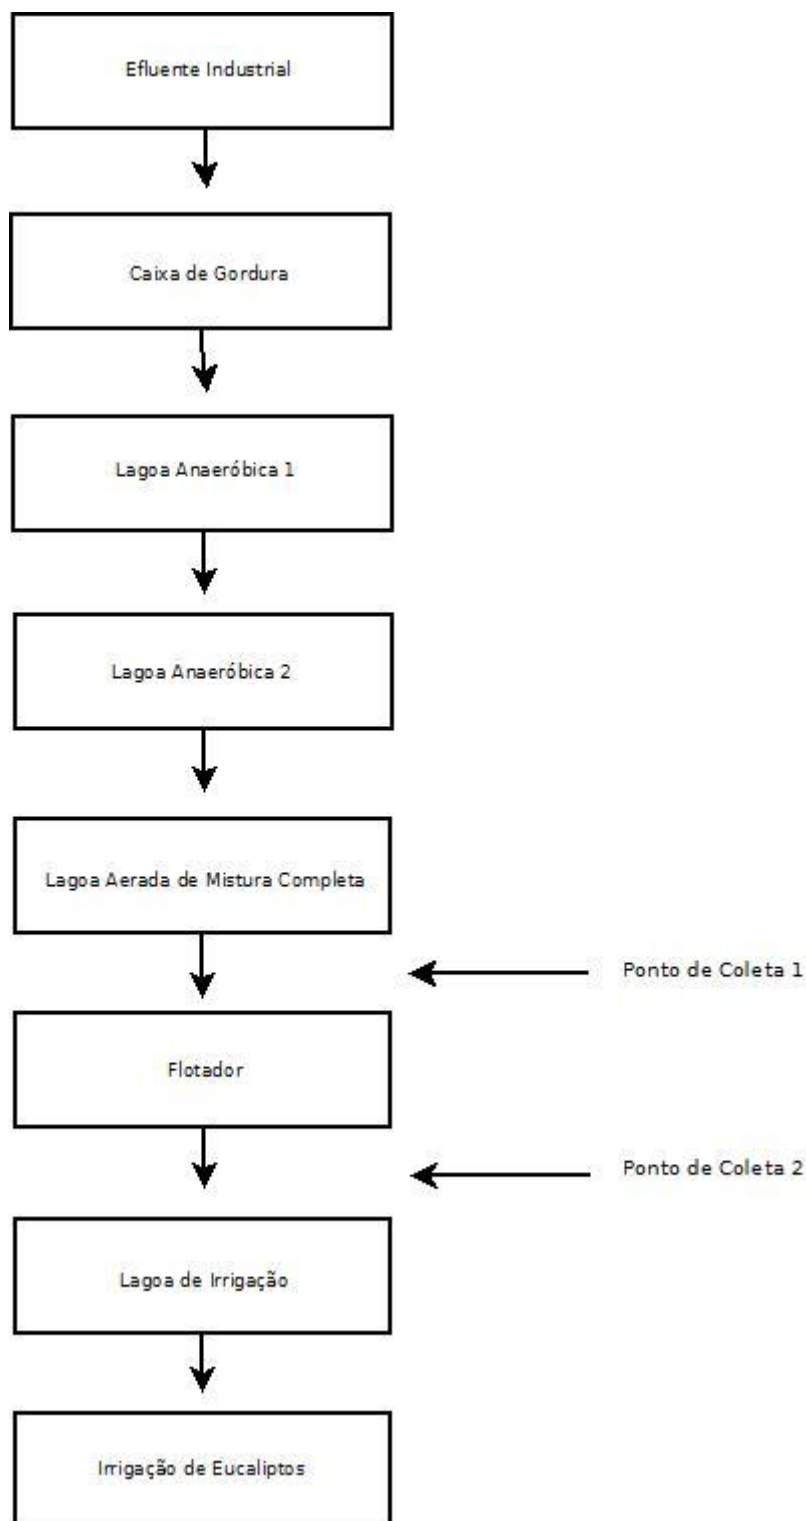 Efluente Industrial
Caixa de Gordura
Lagoa Anaeróbica 1
Lagoa Anaeróbica 2
Lagoa Aerada de Mistura Completa
Ponto de Coleta 1
Flotador
Ponto de Coleta 2
Lagoa de Irrigação
Irrigação de Eucaliptos